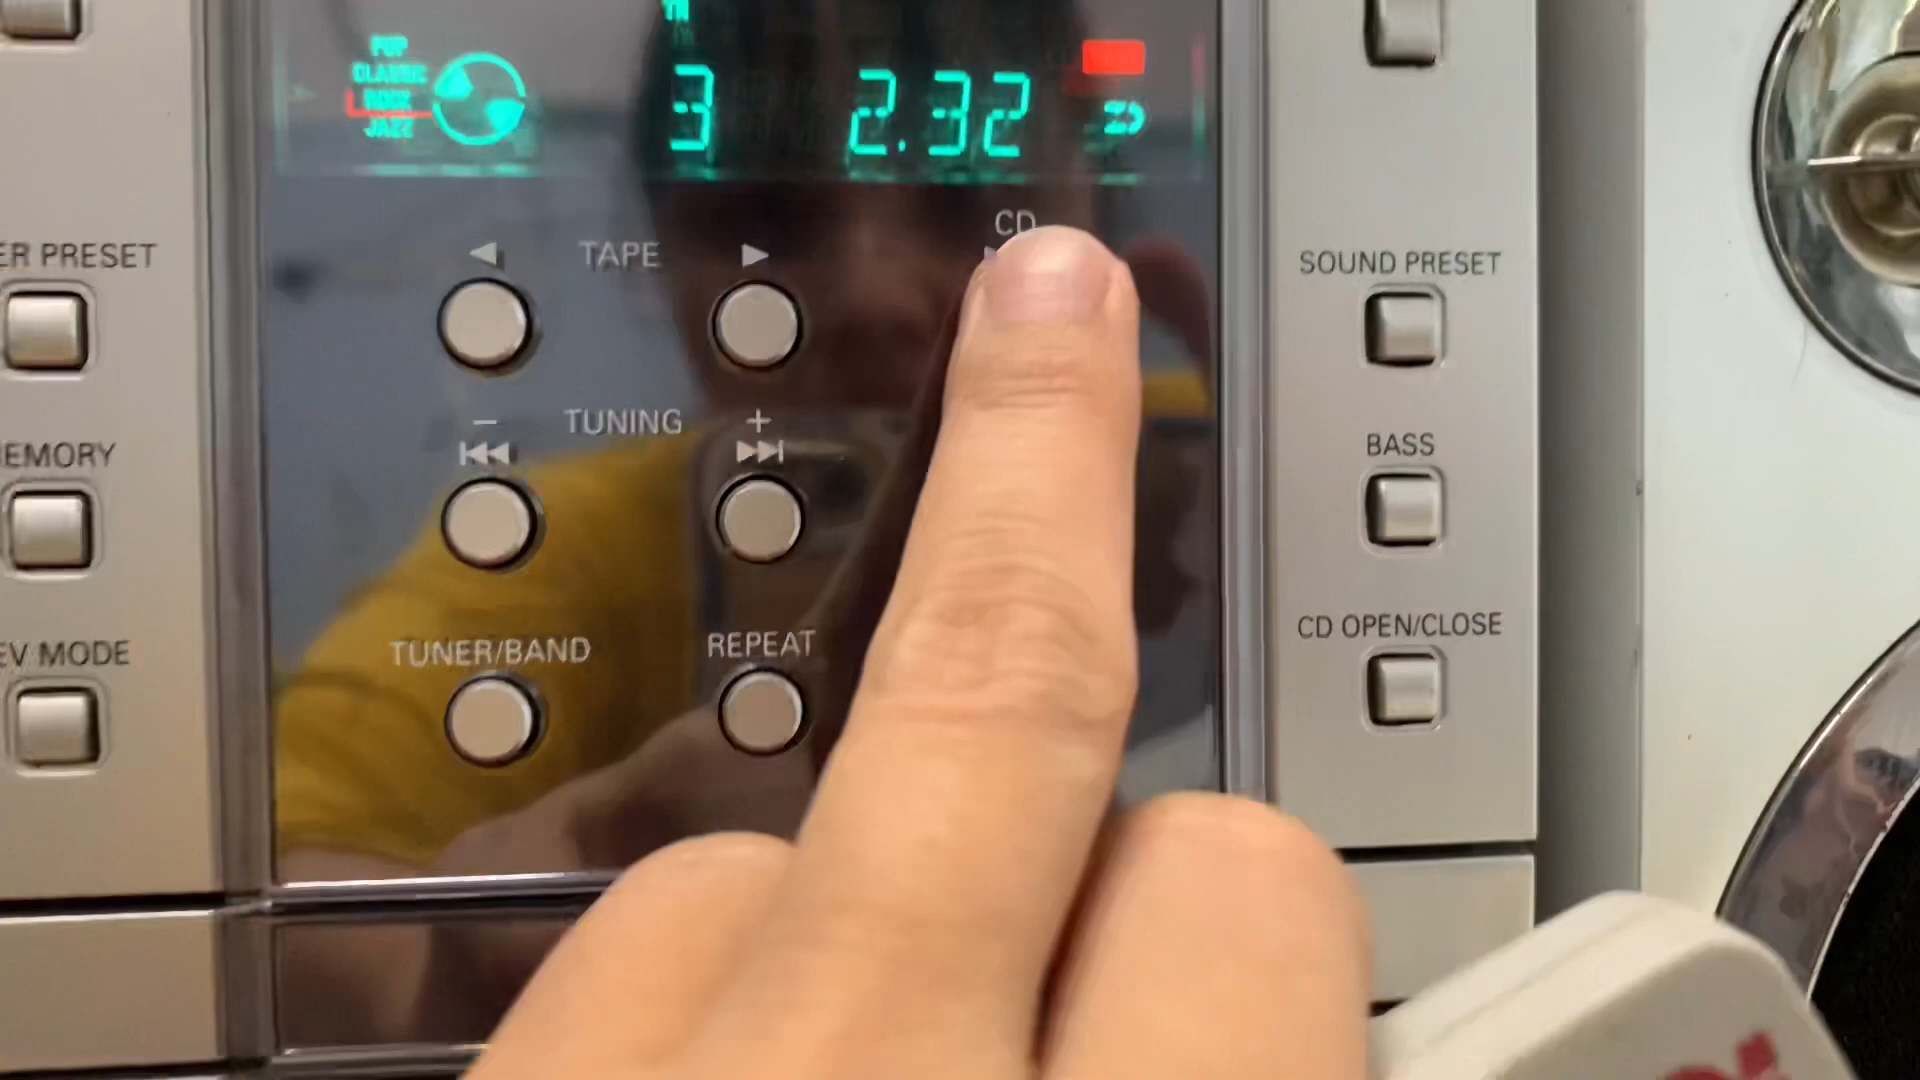 POP
CLASSIC
ROCK
JAZZ
3
2.32
CD
ER PRESET
TAPE
SOUND PRESET
TUNING
EMORY
BASS
EV MODE
TUNER/BAND
REPEAT
CD OPEN/CLOSE